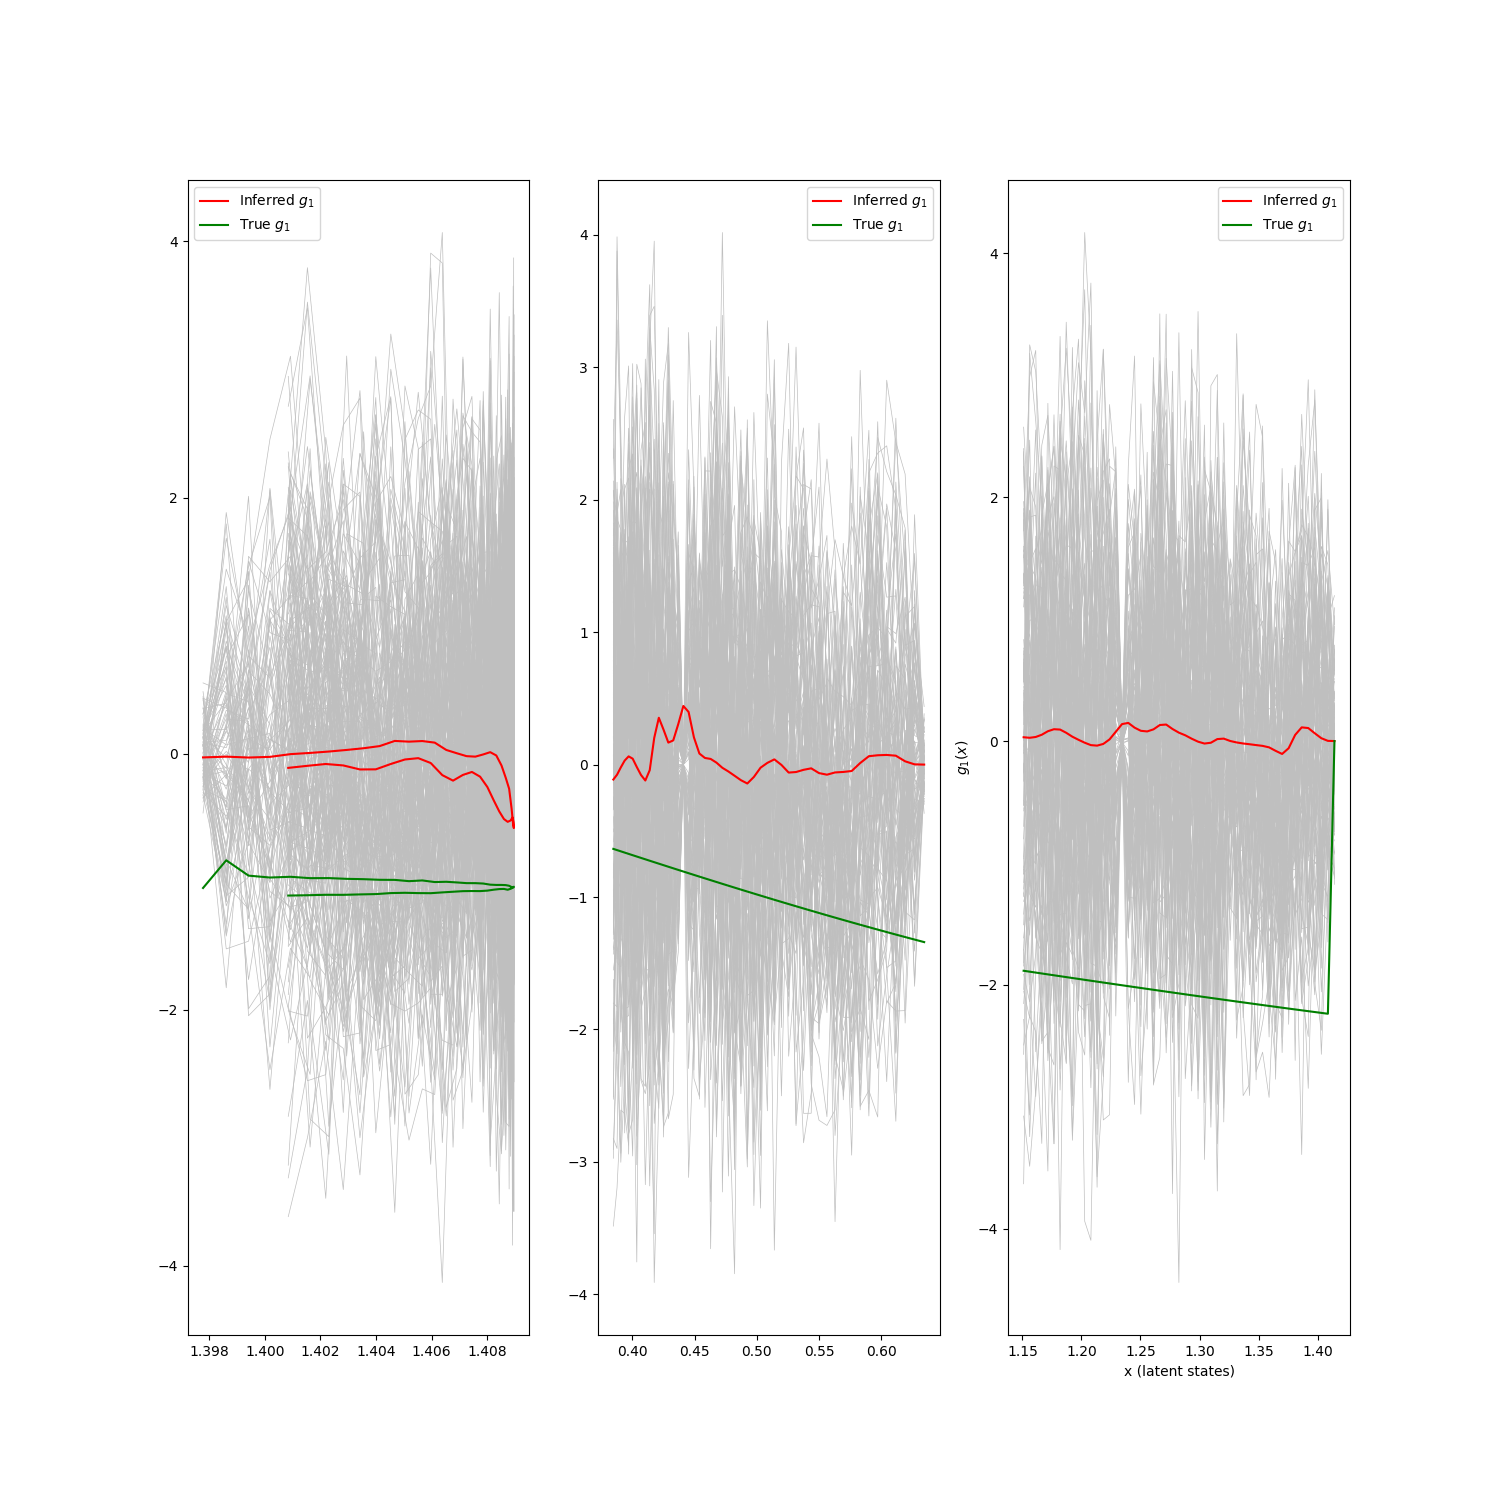 Inferred g₁
True g₁
4
2
0
−2
−4
1.398 1.400 1.402 1.404 1.406 1.408
Inferred g₁
True g₁
4
3
2
1
0
−1
−2
−3
−4
0.40 0.45 0.50 0.55 0.60
Inferred g₁
True g₁
g₁(x)
4
2
0
−2
−4
1.15 1.20 1.25 1.30 1.35 1.40
x (latent states)